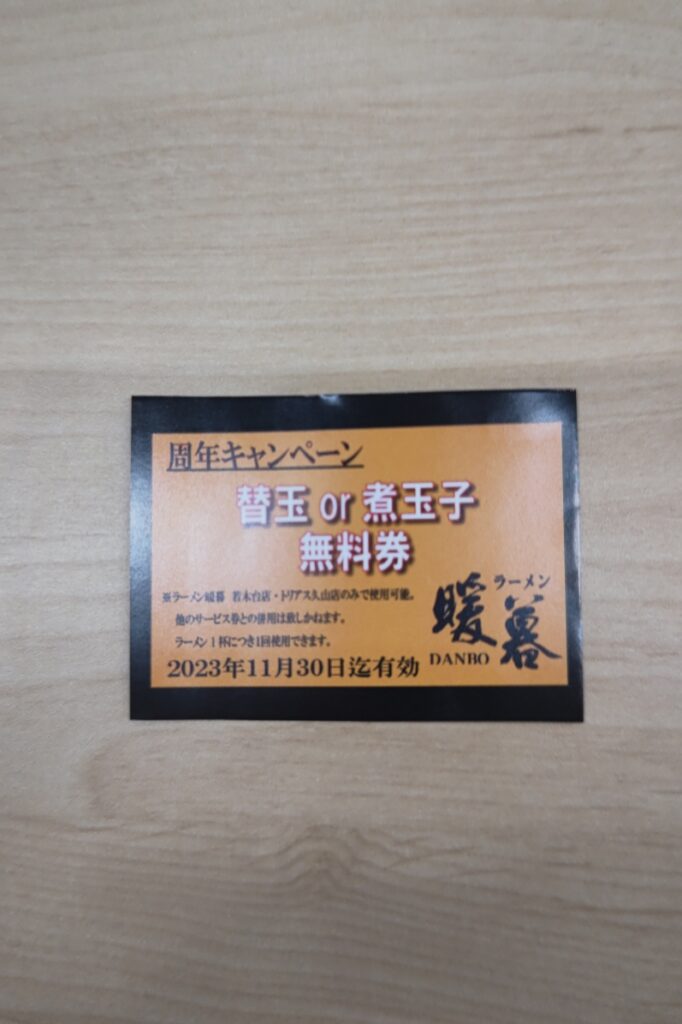 周年キャンペーン
替玉 or 煮玉子
無料券
※ラーメン暖暮 若木台店・トリアス久山店のみで使用可能。
他のサービス券との併用は致しかねます。
ラーメン1杯につき1回使用できます。
2023年11月30日迄有効
ラーメン
暖暮
DANBO